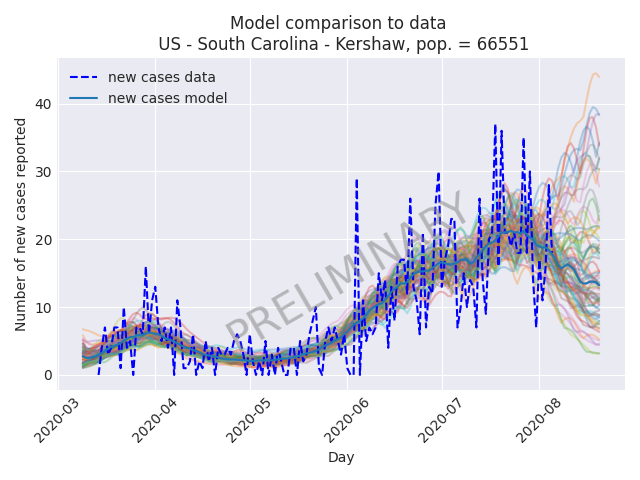 Model comparison to data
US - South Carolina - Kershaw, pop. = 66551
new cases data
new cases model
Number of new cases reported
40
30
20
10
0
PRELIMINARY
2020-03
2020-04
2020-05
2020-06
2020-07
2020-08
Day